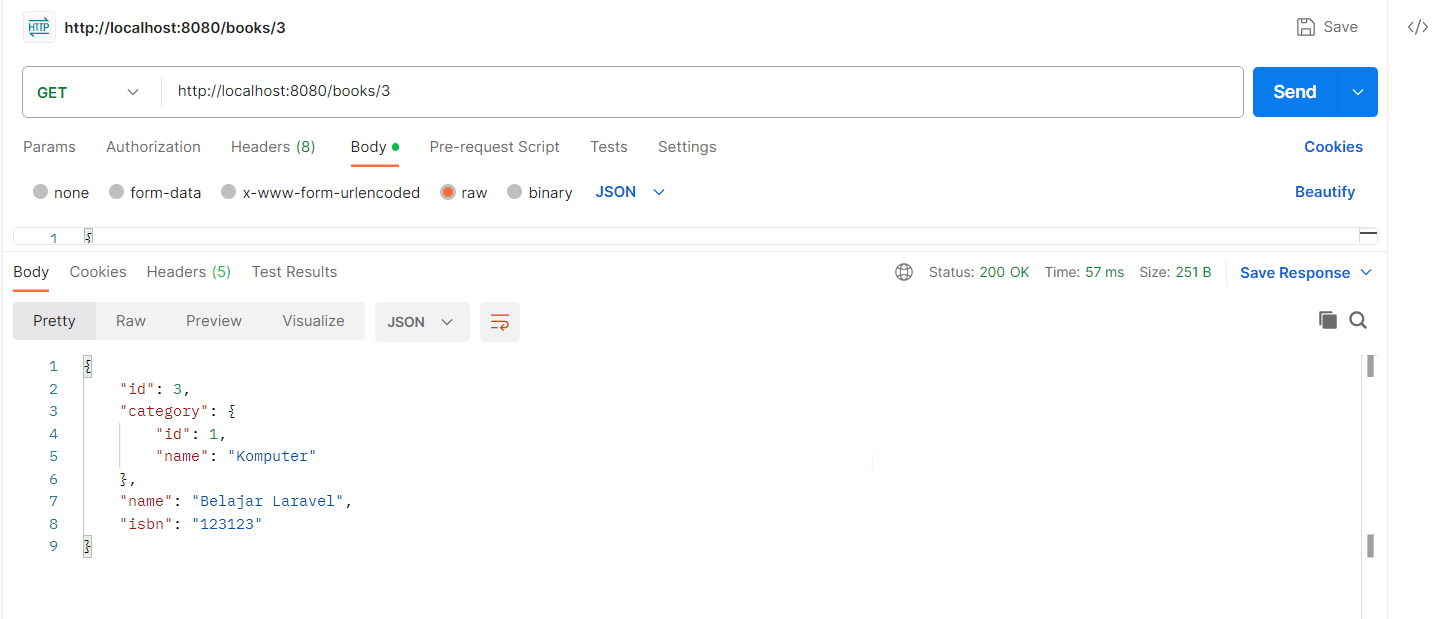 HTTP http://localhost:8080/books/3 Save </>
GET http://localhost:8080/books/3 Send
Params Authorization Headers (8) Body Pre-request Script Tests Settings Cookies
none form-data x-www-form-urlencoded raw binary JSON Beautify
1 {
Body Cookies Headers (5) Test Results Status: 200 OK Time: 57 ms Size: 251 B Save Response
Pretty Raw Preview Visualize JSON
1 {
2 "id": 3,
3 "category": {
4 "id": 1,
5 "name": "Komputer"
6 },
7 "name": "Belajar Laravel",
8 "isbn": "123123"
9 }